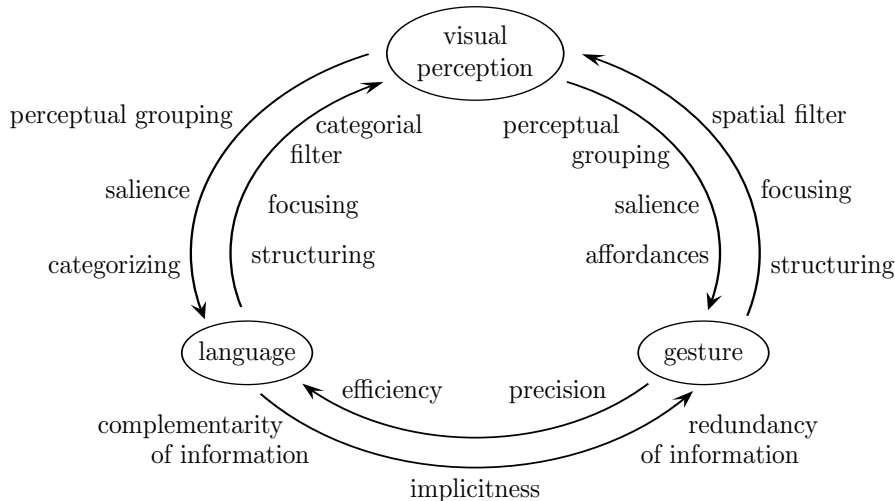 visual
perception
perceptual grouping
categorial
filter
perceptual
grouping
spatial filter
salience
focusing
salience
focusing
categorizing
structuring
affordances
structuring
language
gesture
efficiency
precision
complementarity
of information
redundancy
of information
implicitness